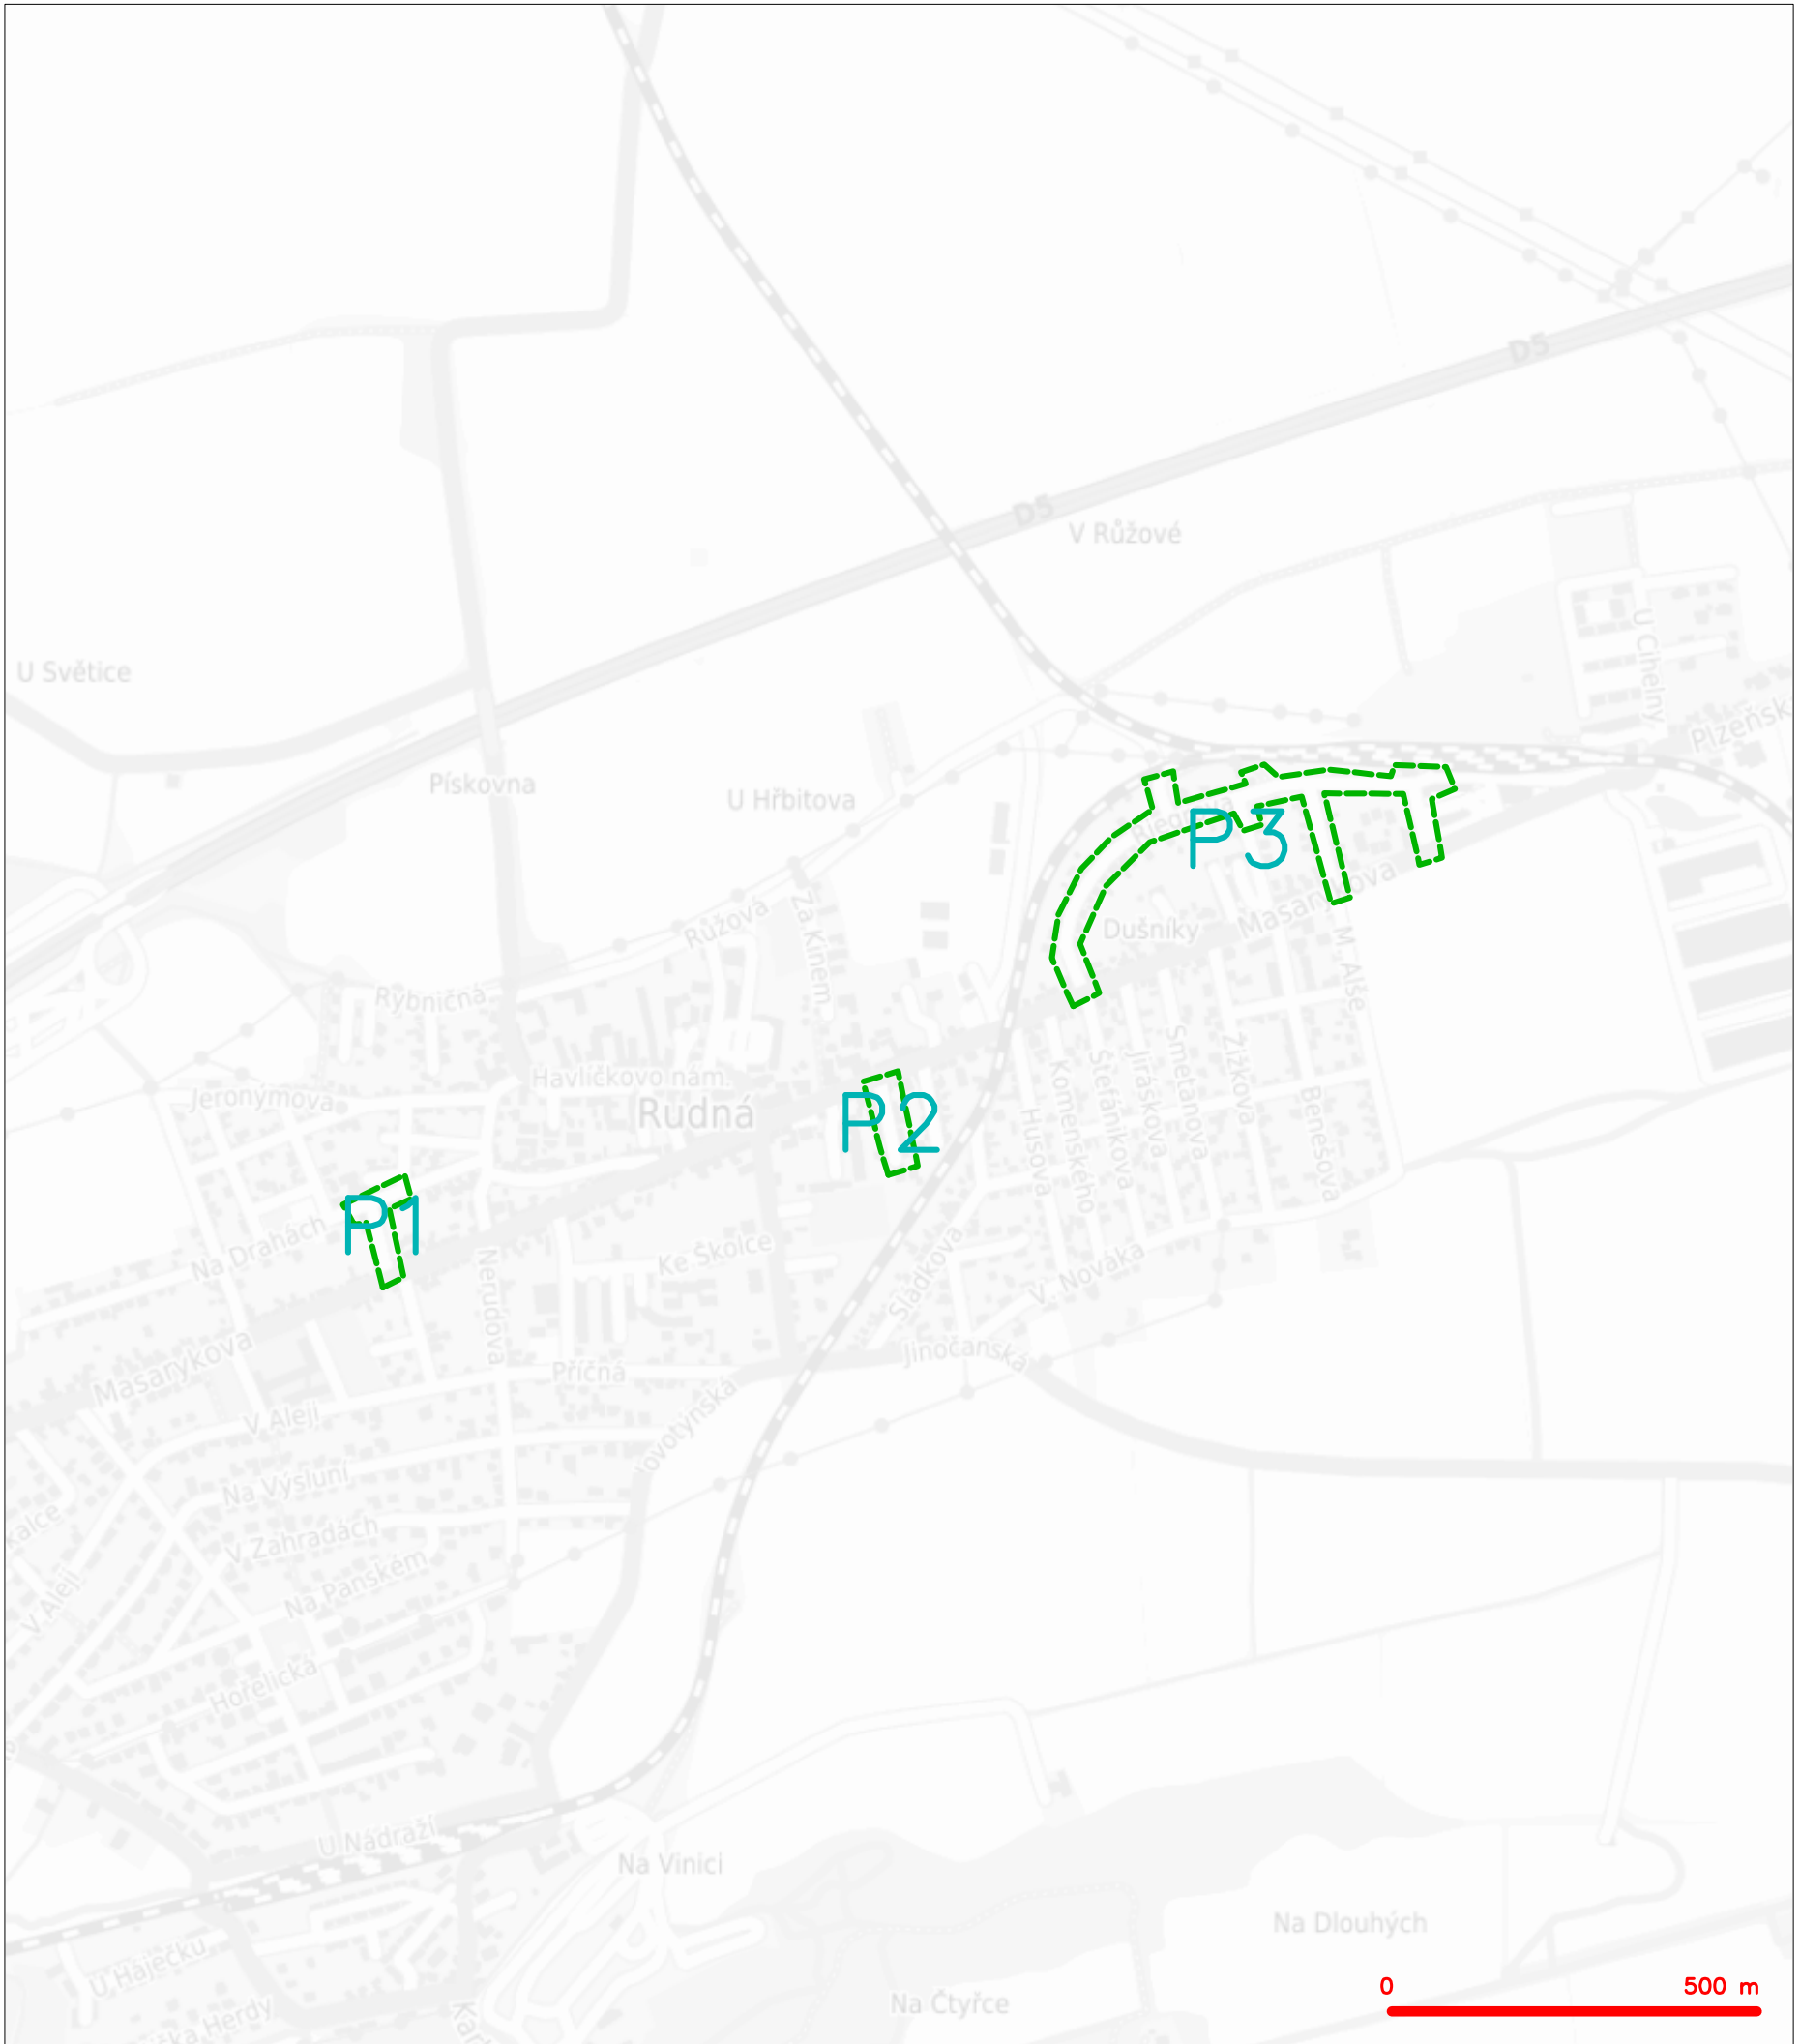 D5
D5
V Růžové
U Cihelny
U Světice
Pískovna
U Hřbitova
P3
Růžova
Za Kinem
Dušníky
Masarykova
M. Alše
Rybničná
Havlíčkovo nám.
Jeronýmova
Rudná
P2
Husova
Komenského
Štefánikova
Jiráskova
Smetanova
Žižkova
Benešova
P1
Na Drahách
Nerudova
Ke Školce
Sládkova
V. Nováka
Jinočanská
Masarykova
Příčná
V Aleji
Na Výsluní
V Zahradách
Na Panském
V Aleji
Hořelická
U Nádraží
Na Vinici
Na Dlouhých
U Háječku
Na Čtyřce
0 500 m